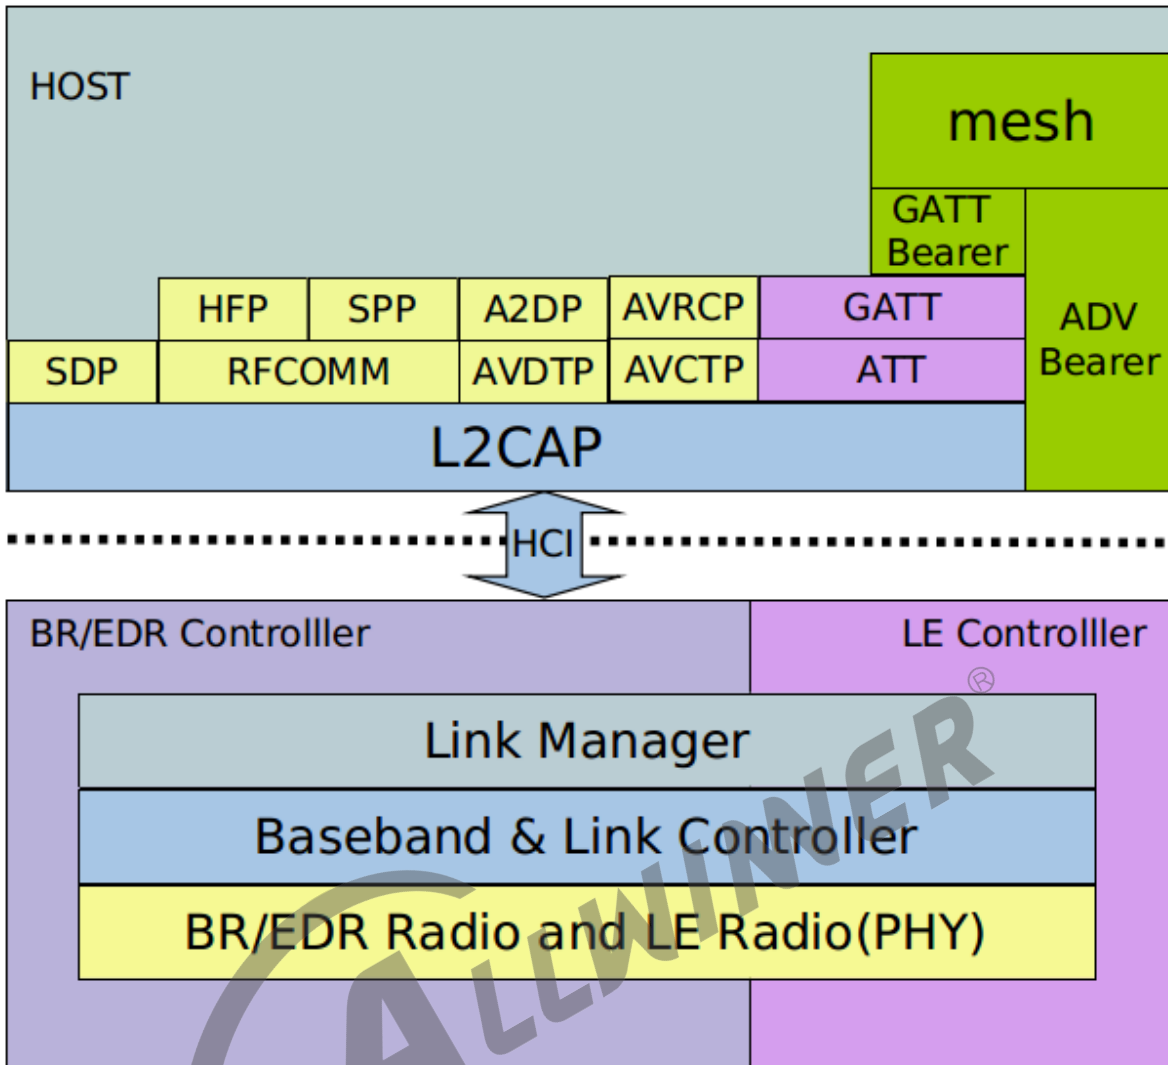 HOST
mesh
GATT
Bearer
ADV
Bearer
HFP
SPP
A2DP
AVRCP
GATT
SDP
RFCOMM
AVDTP
AVCTP
ATT
L2CAP
HCI
BR/EDR Controlller
LE Controlller
Link Manager
Baseband & Link Controller
BR/EDR Radio and LE Radio(PHY)
ALLWINNER®